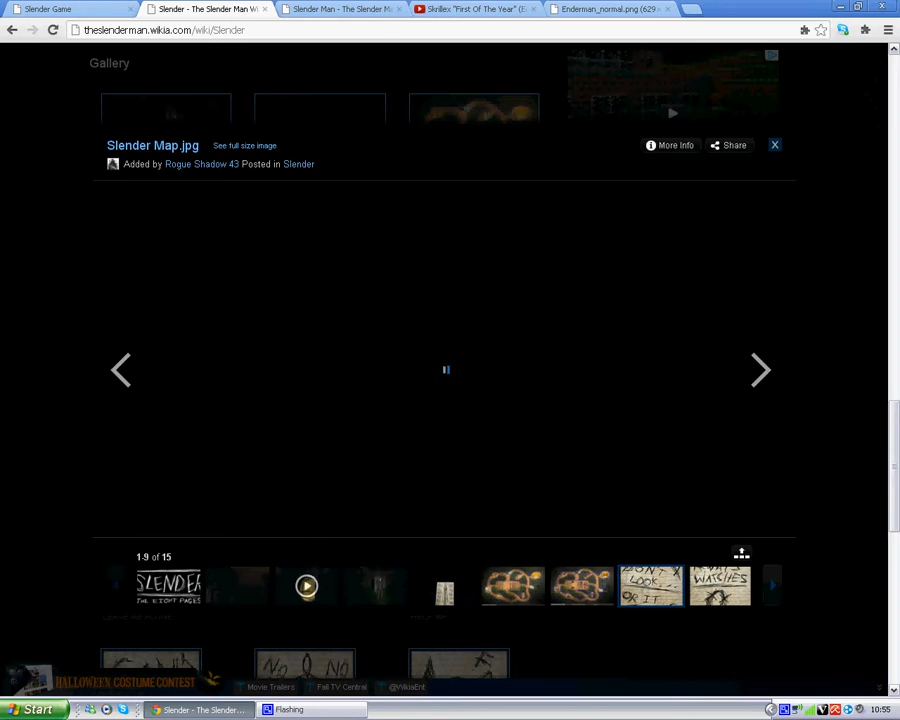 Slender Game
Slender - The Slender Man Wi
Slender Man - The Slender Ma
Skrillex "First Of The Year" (E
Enderman_normal.png (629
theslenderman.wikia.com/wiki/Slender
Gallery
Slender Map.jpg
See full size image
More Info
Share
X
Added by Rogue Shadow 43 Posted in Slender
1-9 of 15
SLENDER
THE EIGHT PAGES
DON'T
LOOK...
OR IT
WATCHES
NO NO
HALLOWEEN COSTUME CONTEST
Movie Trailers
Fall TV Central
@WikiaEnt
Start
Slender - The Slender...
Flashing
10:55